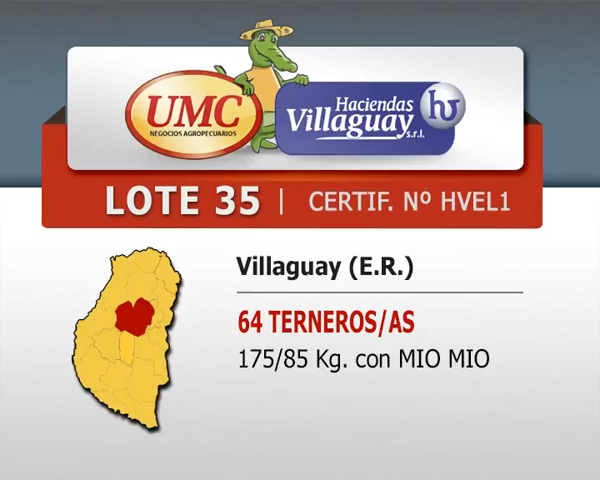 UMC
NEGOCIOS AGROPECUARIOS
Haciendas
Villaguay
s.r.l.
hv
LOTE 35 | CERTIF. Nº HVEL1
Villaguay (E.R.)
64 TERNEROS/AS
175/85 Kg. con MIO MIO